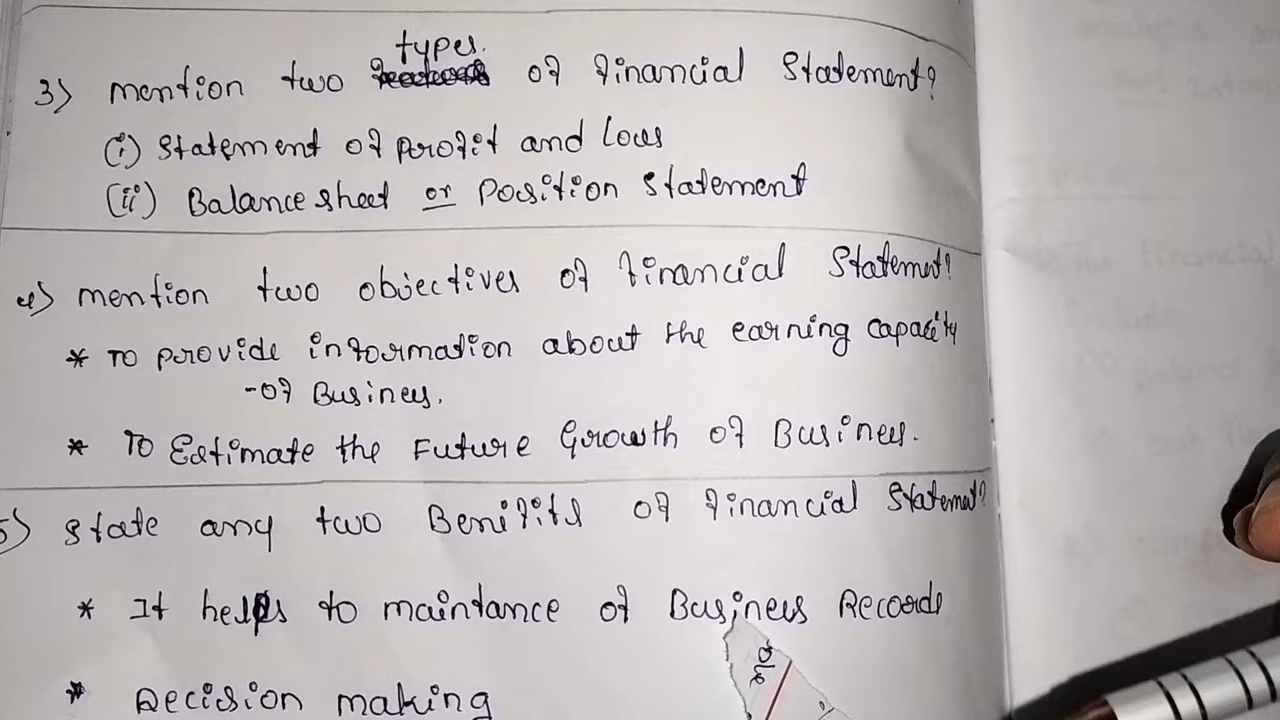 types.
3) mention two of Financial Statement?
(i) Statement of profit and Loss
(ii) Balance sheet or Position Statement
4) mention two objectives of Financial Statement?
* To provide information about the earning capacity
-of Business.
* To Estimate the Future Growth of Business.
5) State any two Benifits of Financial Statement?
* It helps to maintance of Business Records
* Decision making